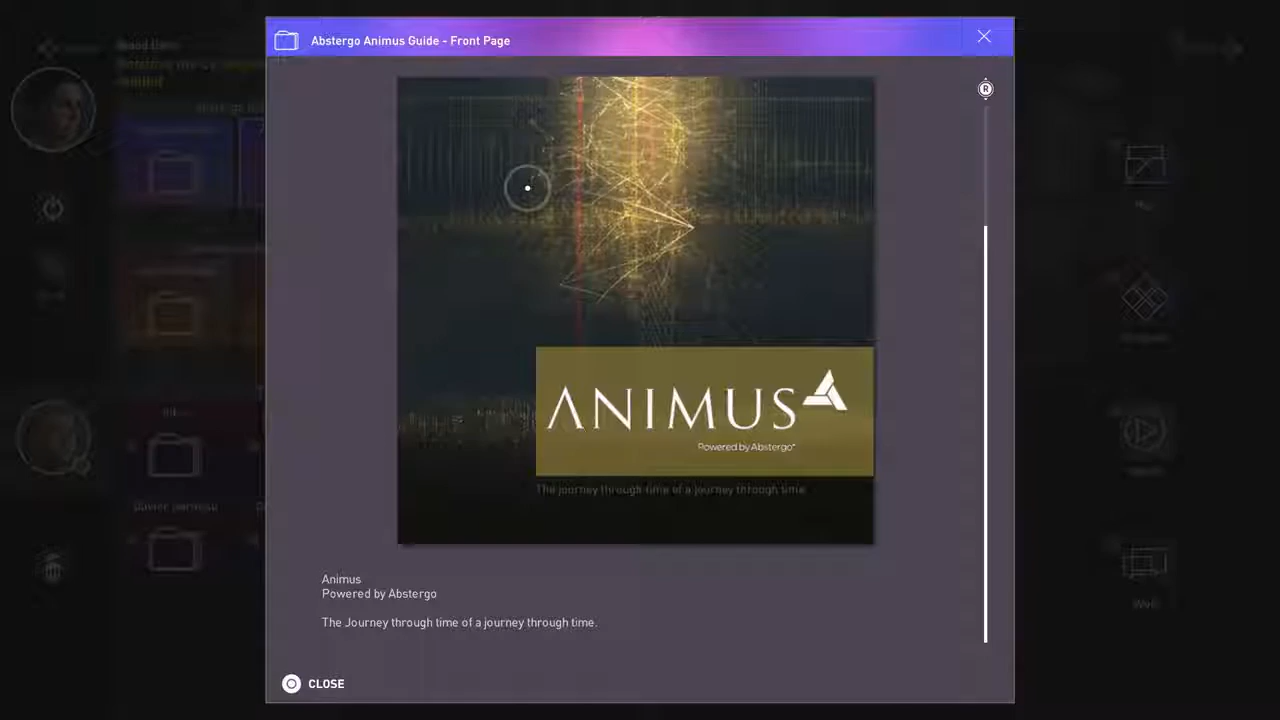 Abstergo Animus Guide - Front Page
R
ANIMUS
Powered by Abstergo
The journey through time of a journey through time.
Animus
Powered by Abstergo
The Journey through time of a journey through time.
CLOSE